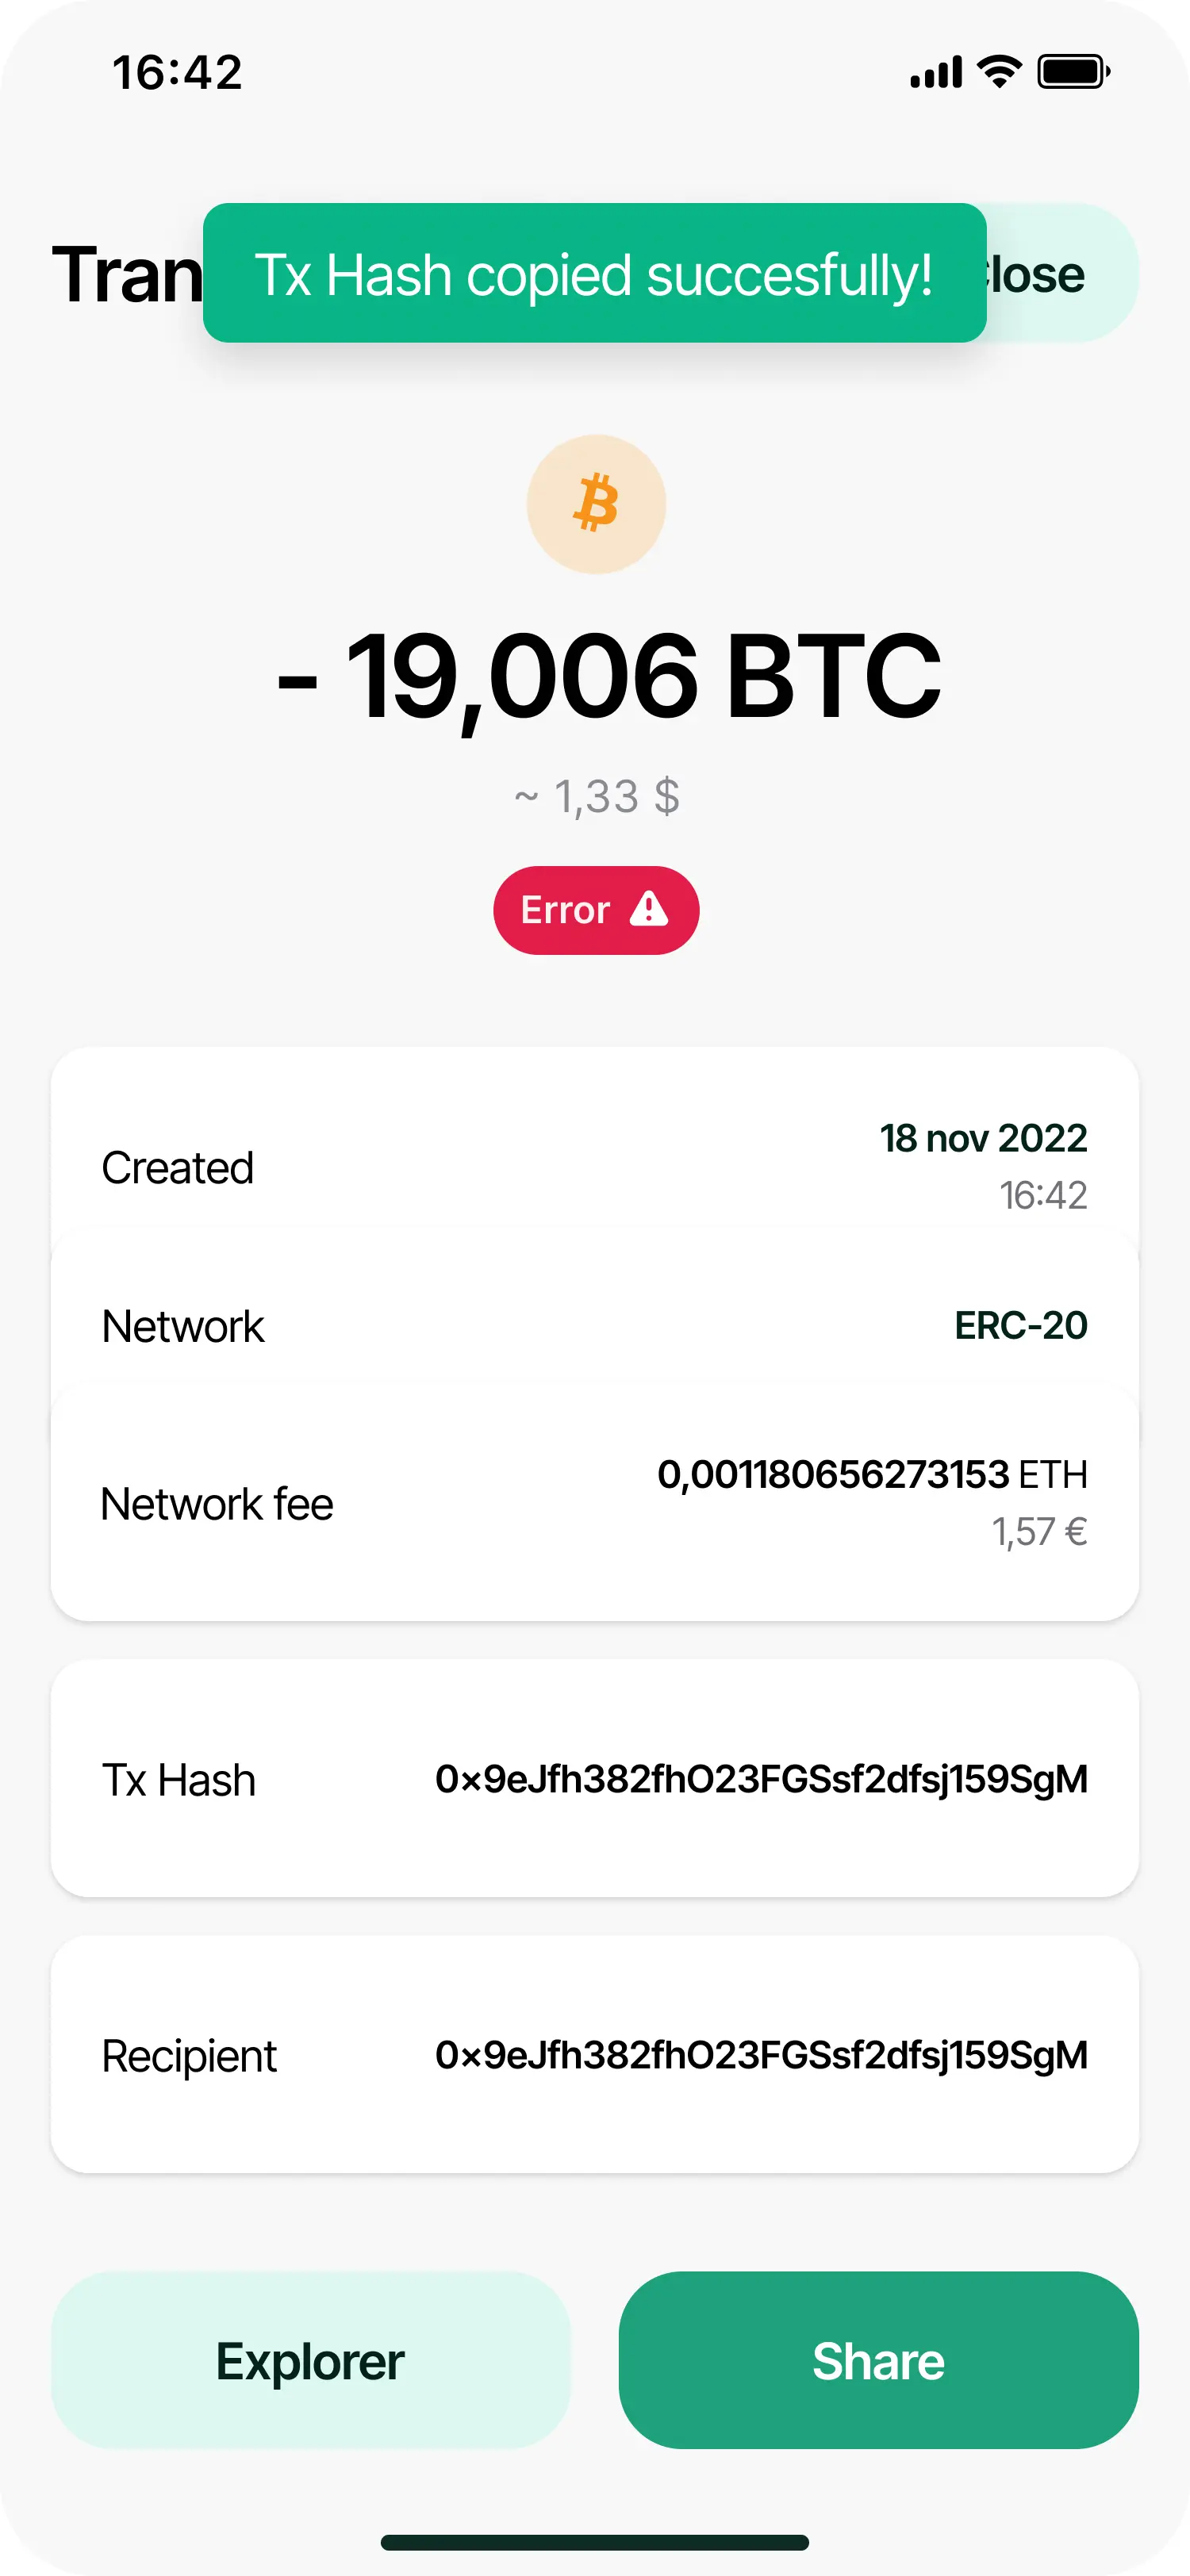 16:42
Tran
Tx Hash copied succesfully!
Close
- 19,006 BTC
~ 1,33 $
Error
Created
18 nov 2022
16:42
Network
ERC-20
Network fee
0,001180656273153 ETH
1,57 €
Tx Hash
0×9eJfh382fhO23FGSsf2dfsj159SgM
Recipient
0×9eJfh382fhO23FGSsf2dfsj159SgM
Explorer
Share